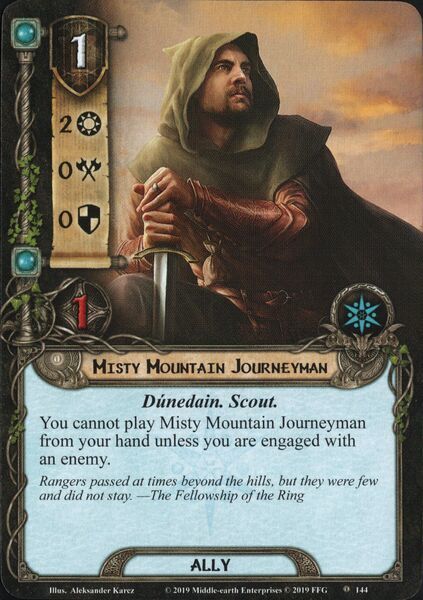 1
2
0
0
1
Misty Mountain Journeyman
Dúnedain. Scout.
You cannot play Misty Mountain Journeyman
from your hand unless you are engaged with
an enemy.
Rangers passed at times beyond the hills, but they were few
and did not stay. —The Fellowship of the Ring
Ally
Illus. Aleksander Karcz © 2019 Middle-earth Enterprises © 2019 FFG 144